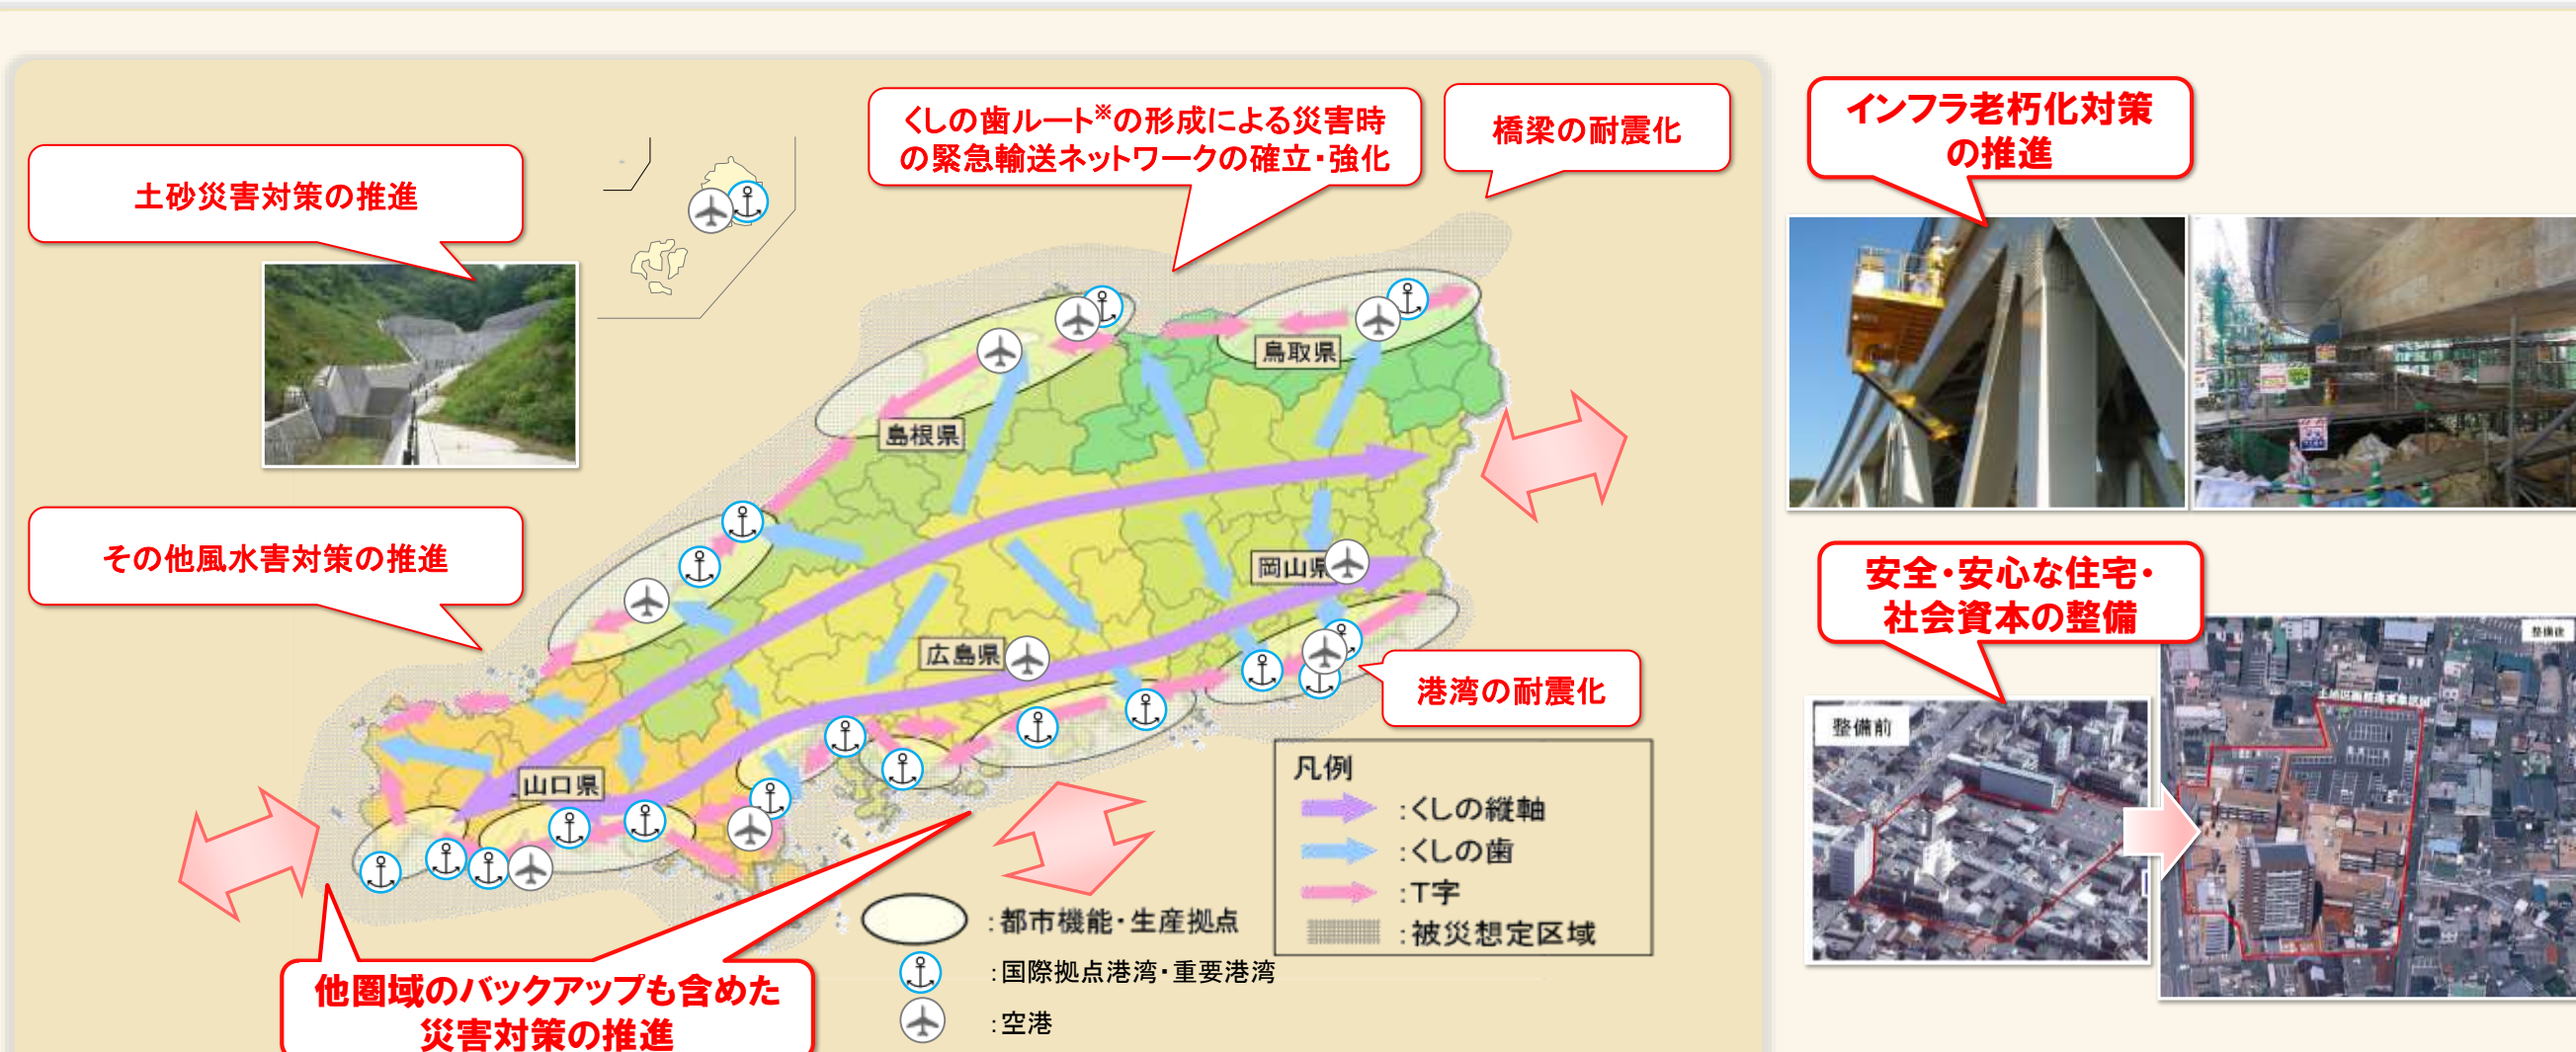 くしの歯ルート※の形成による災害時
の緊急輸送ネットワークの確立・強化
橋梁の耐震化
インフラ老朽化対策
の推進
土砂災害対策の推進
鳥取県
島根県
その他風水害対策の推進
岡山県
広島県
港湾の耐震化
山口県
安全・安心な住宅・
社会資本の整備
整備後
整備前
凡例
:くしの縦軸
:くしの歯
:T字
:被災想定区域
:都市機能・生産拠点
:国際拠点港湾・重要港湾
:空港
他圏域のバックアップも含めた
災害対策の推進